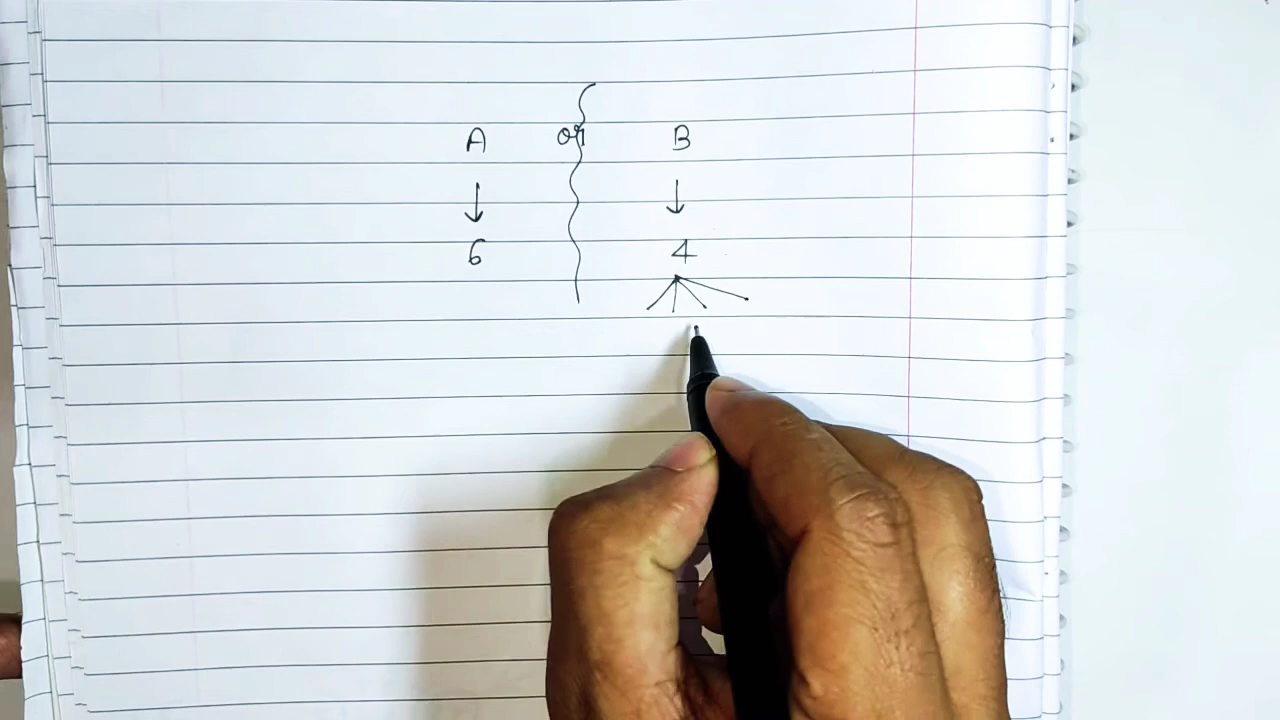 A or B
↓ ↓
6 4